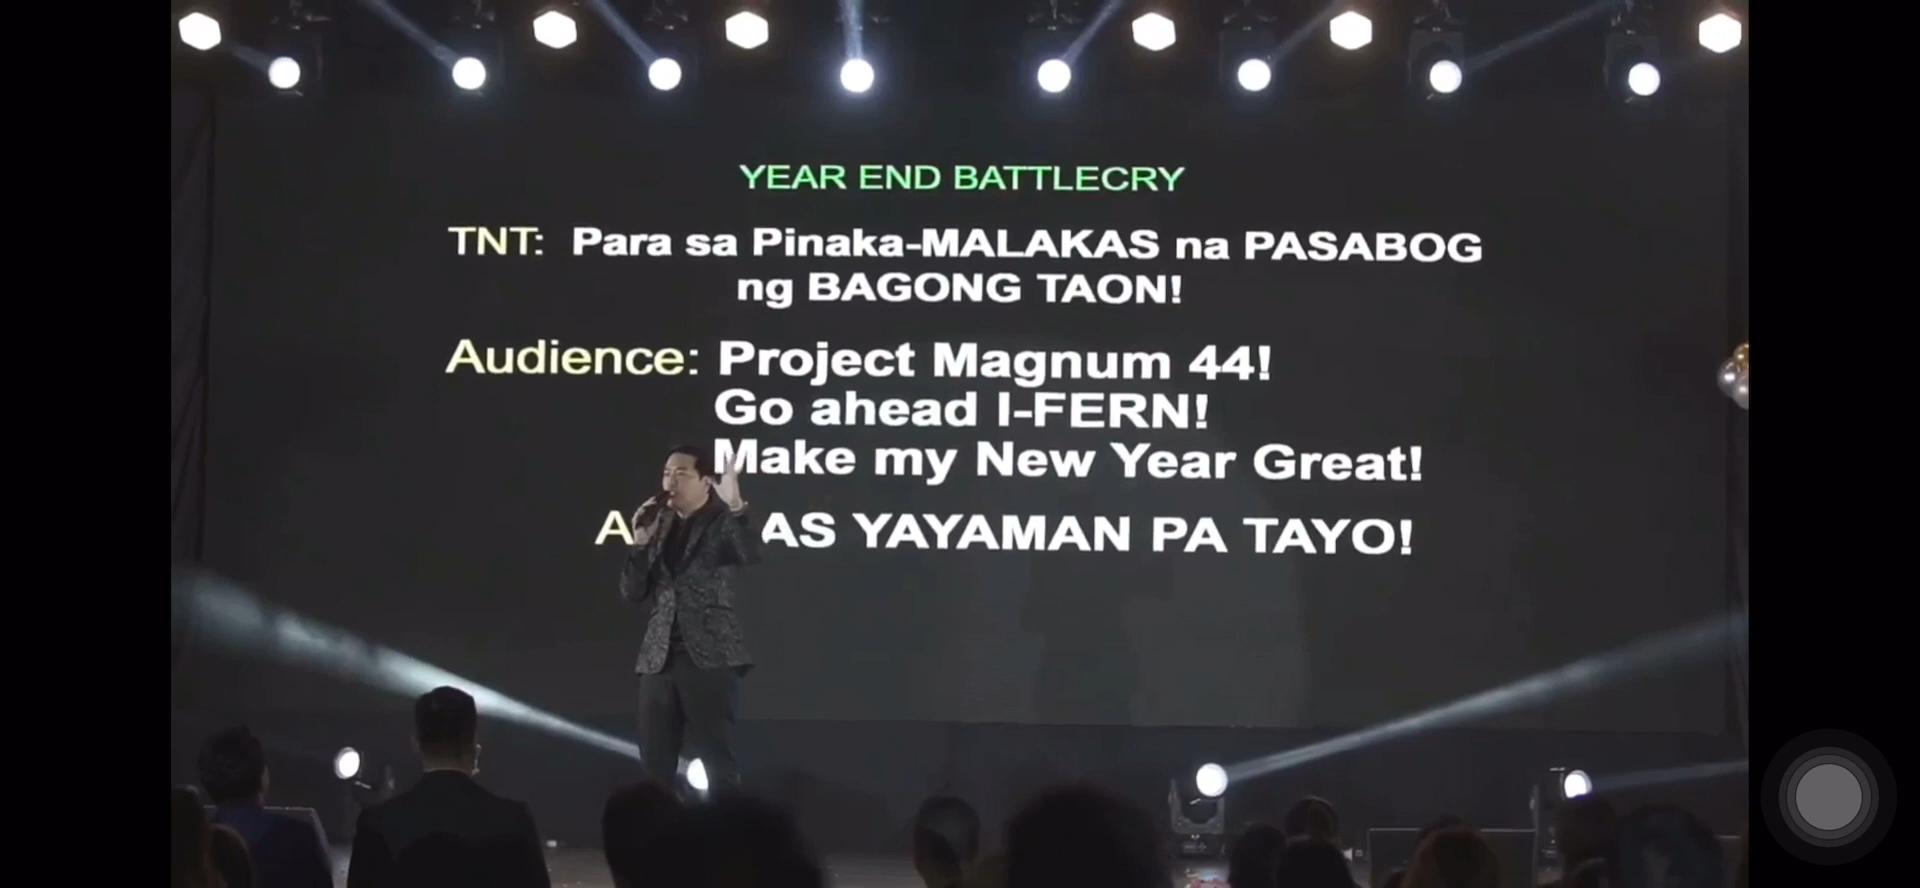 YEAR END BATTLECRY
TNT: Para sa Pinaka-MALAKAS na PASABOG
ng BAGONG TAON!
Audience: Project Magnum 44!
Go ahead I-FERN!
Make my New Year Great!
YAYAMAN PA TAYO!